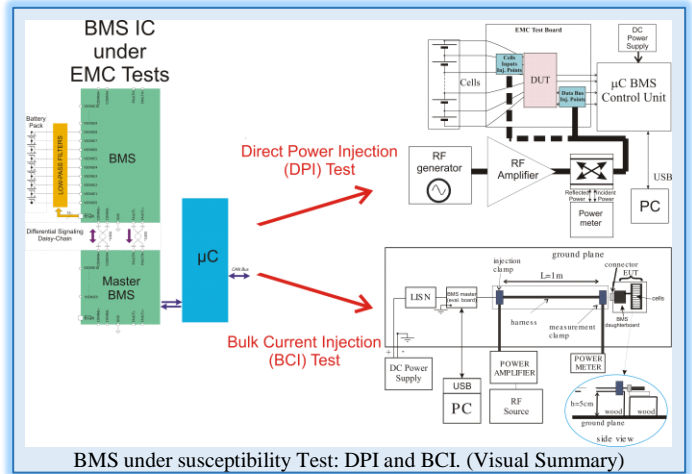 BMS IC
under
EMC Tests
Battery
Pack
LOW-PASS FILTERS
BMS
Differential Signaling
Daisy-Chain
Master
BMS
µC
CAN Bus
Direct Power Injection
(DPI) Test
Bulk Current Injection
(BCI) Test
EMC Test Board
Cells
Inputs
Inj. Points
Cells
DUT
Data Bus
Inj. Points
DC
Power
Supply
µC BMS
Control Unit
USB
PC
RF
generator
RF
Amplifier
Reflected
Power
Incident
Power
Power
meter
ground plane
injection
clamp
L=1m
connector
EUT
LISN
BMS master
(eval. board)
harness
measurement
clamp
BMS
daughterboard
cells
+ -
DC Power
Supply
USB
PC
POWER
AMPLIFIER
RF
Source
POWER
METER
h=5cm
wood
wood
ground plane
side view
BMS under susceptibility Test: DPI and BCI. (Visual Summary)